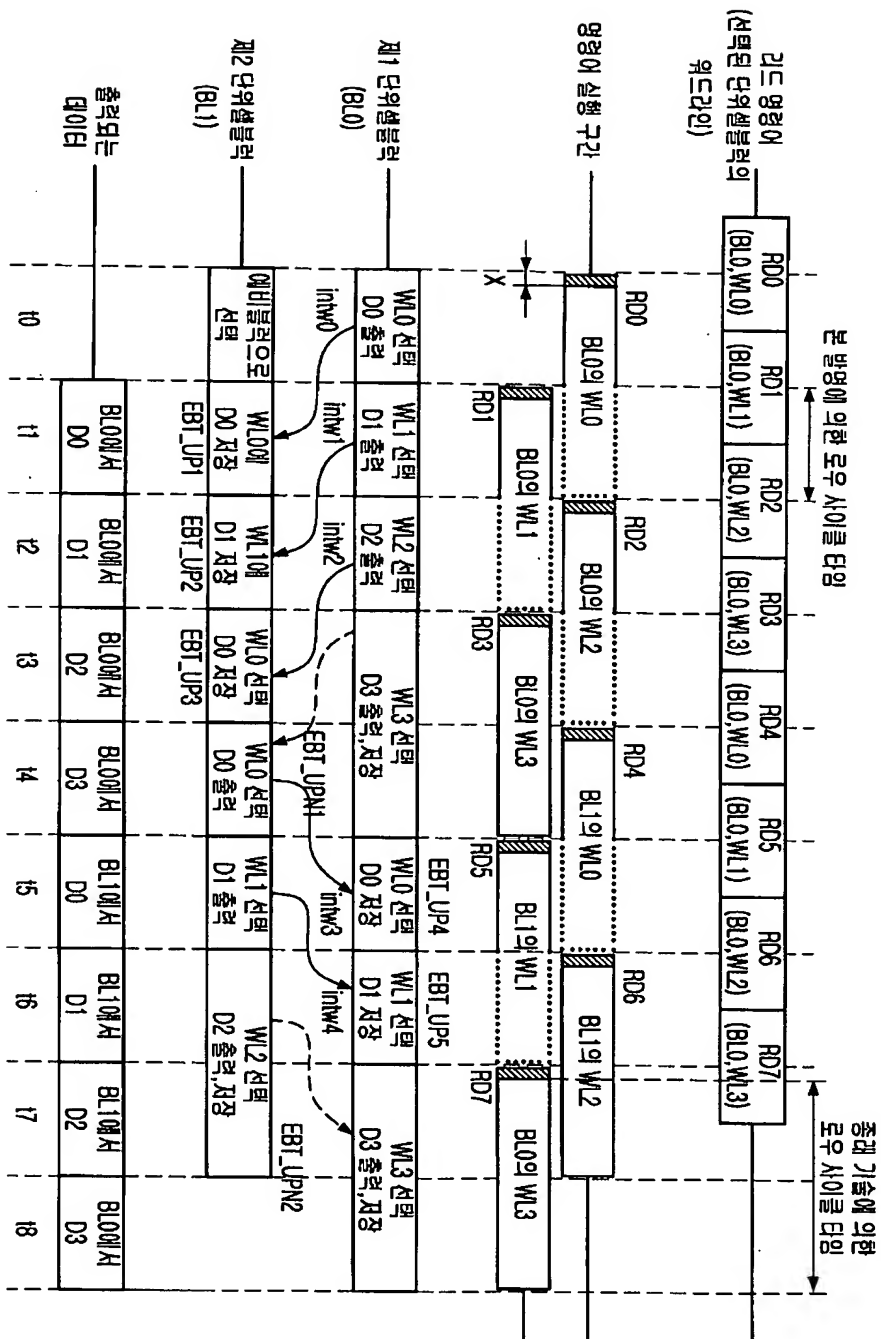 본 발명에 의한 로우 사이클 타임
종래 기술에 의한
로우 사이클 타임
리드 명령어
(선택된 단위셀블럭의
워드라인)
RD0
(BL0,WL0)
RD1
(BL0,WL1)
RD2
(BL0,WL2)
RD3
(BL0,WL3)
RD4
(BL0,WL0)
RD5
(BL0,WL1)
RD6
(BL0,WL2)
RD7
(BL0,WL3)
명령어 실행 구간
RD0
RD2
RD4
RD6
BL0의 WL0
BL0의 WL2
BL1의 WL0
BL1의 WL2
X
BL0의 WL1
BL0의 WL3
BL1의 WL1
BL0의 WL3
RD1
RD3
RD5
RD7
EBT_UP4
EBT_UP5
제1 단위셀블럭
(BL0)
WL0 선택
D0 출력
WL1 선택
D1 출력
WL2 선택
D2 출력
WL3 선택
D3 출력,저장
WL0 선택
D0 저장
WL1 선택
D1 저장
WL3 선택
D3 출력,저장
intw0
intw1
intw2
EBT_UPN1
intw3
intw4
EBT_UPN2
제2 단위셀블럭
(BL1)
예비블럭으로
선택
WL0에
D0 저장
WL1에
D1 저장
WL0 선택
D0 저장
WL0 선택
D0 출력
WL1 선택
D1 출력
WL2 선택
D2 출력,저장
EBT_UP1
EBT_UP2
EBT_UP3
출력되는
데이터
BL0에서
D0
BL0에서
D1
BL0에서
D2
BL0에서
D3
BL1에서
D0
BL1에서
D1
BL1에서
D2
BL0에서
D3
t0
t1
t2
t3
t4
t5
t6
t7
t8